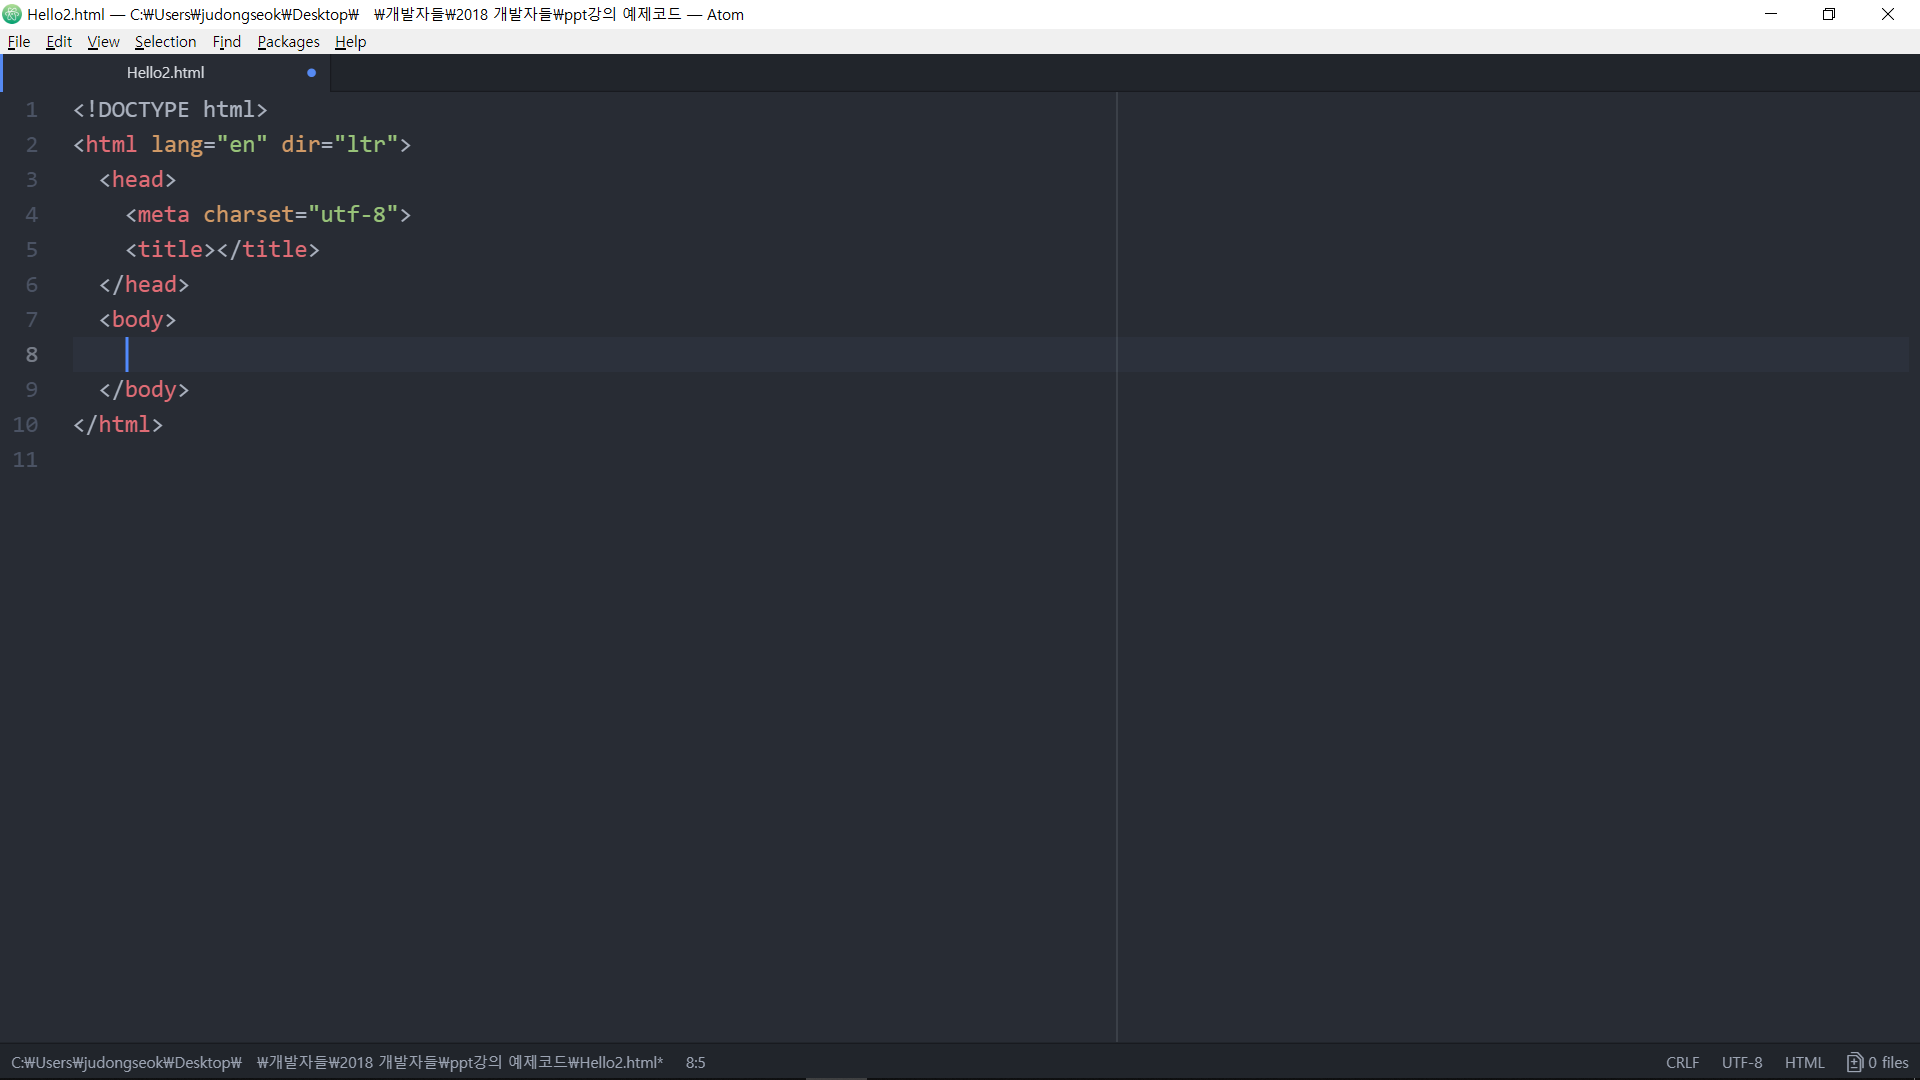 Hello2.html — C:₩Users₩judongseok₩Desktop₩ ₩개발자들₩2018 개발자들₩ppt강의 예제코드 — Atom
File Edit View Selection Find Packages Help
Hello2.html
1 <!DOCTYPE html>
2 <html lang="en" dir="ltr">
3 <head>
4 <meta charset="utf-8">
5 <title></title>
6 </head>
7 <body>
8
9 </body>
10 </html>
11
C:₩Users₩judongseok₩Desktop₩ ₩개발자들₩2018 개발자들₩ppt강의 예제코드₩Hello2.html* 8:5 CRLF UTF-8 HTML 0 files